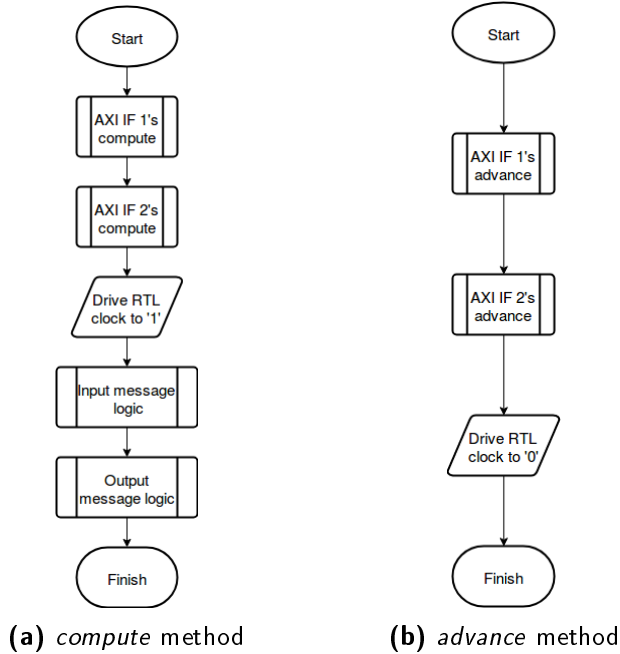 Start
AXI IF 1's
compute
AXI IF 2's
compute
Drive RTL
clock to '1'
Input message
logic
Output
message logic
Finish
(a) compute method
Start
AXI IF 1's
advance
AXI IF 2's
advance
Drive RTL
clock to '0'
Finish
(b) advance method